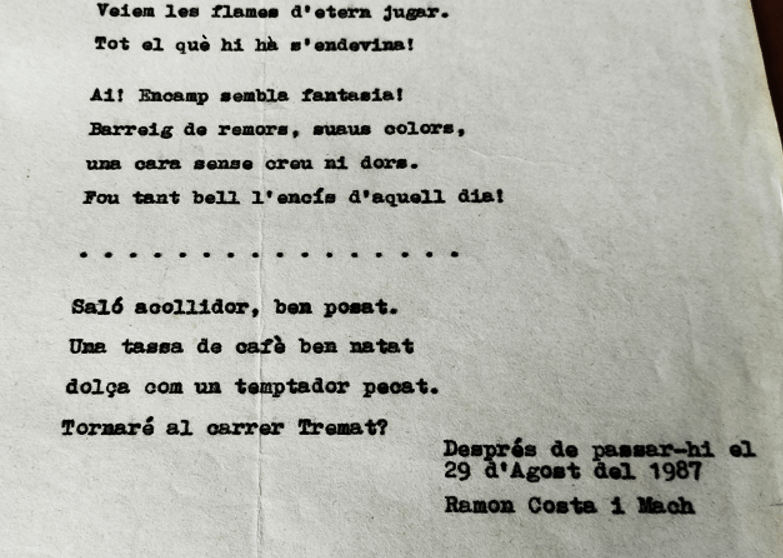 Veiem les flames d'etern jugar.
Tot el què hi hà s'endevina!
Ai! Encamp sembla fantasia!
Barreig de remors, suaus colors,
una cara sense creu ni dors.
Fou tant bell l'encís d'aquell dia!
. . . . . . . . . . . . . . . .
Saló acollidor, ben posat.
Una tassa de cafè ben natat
dolça com un temptador pecat.
Tornaré al carrer Tremat?
Després de passar-hi el
29 d'Agost del 1987
Ramon Costa i Mach